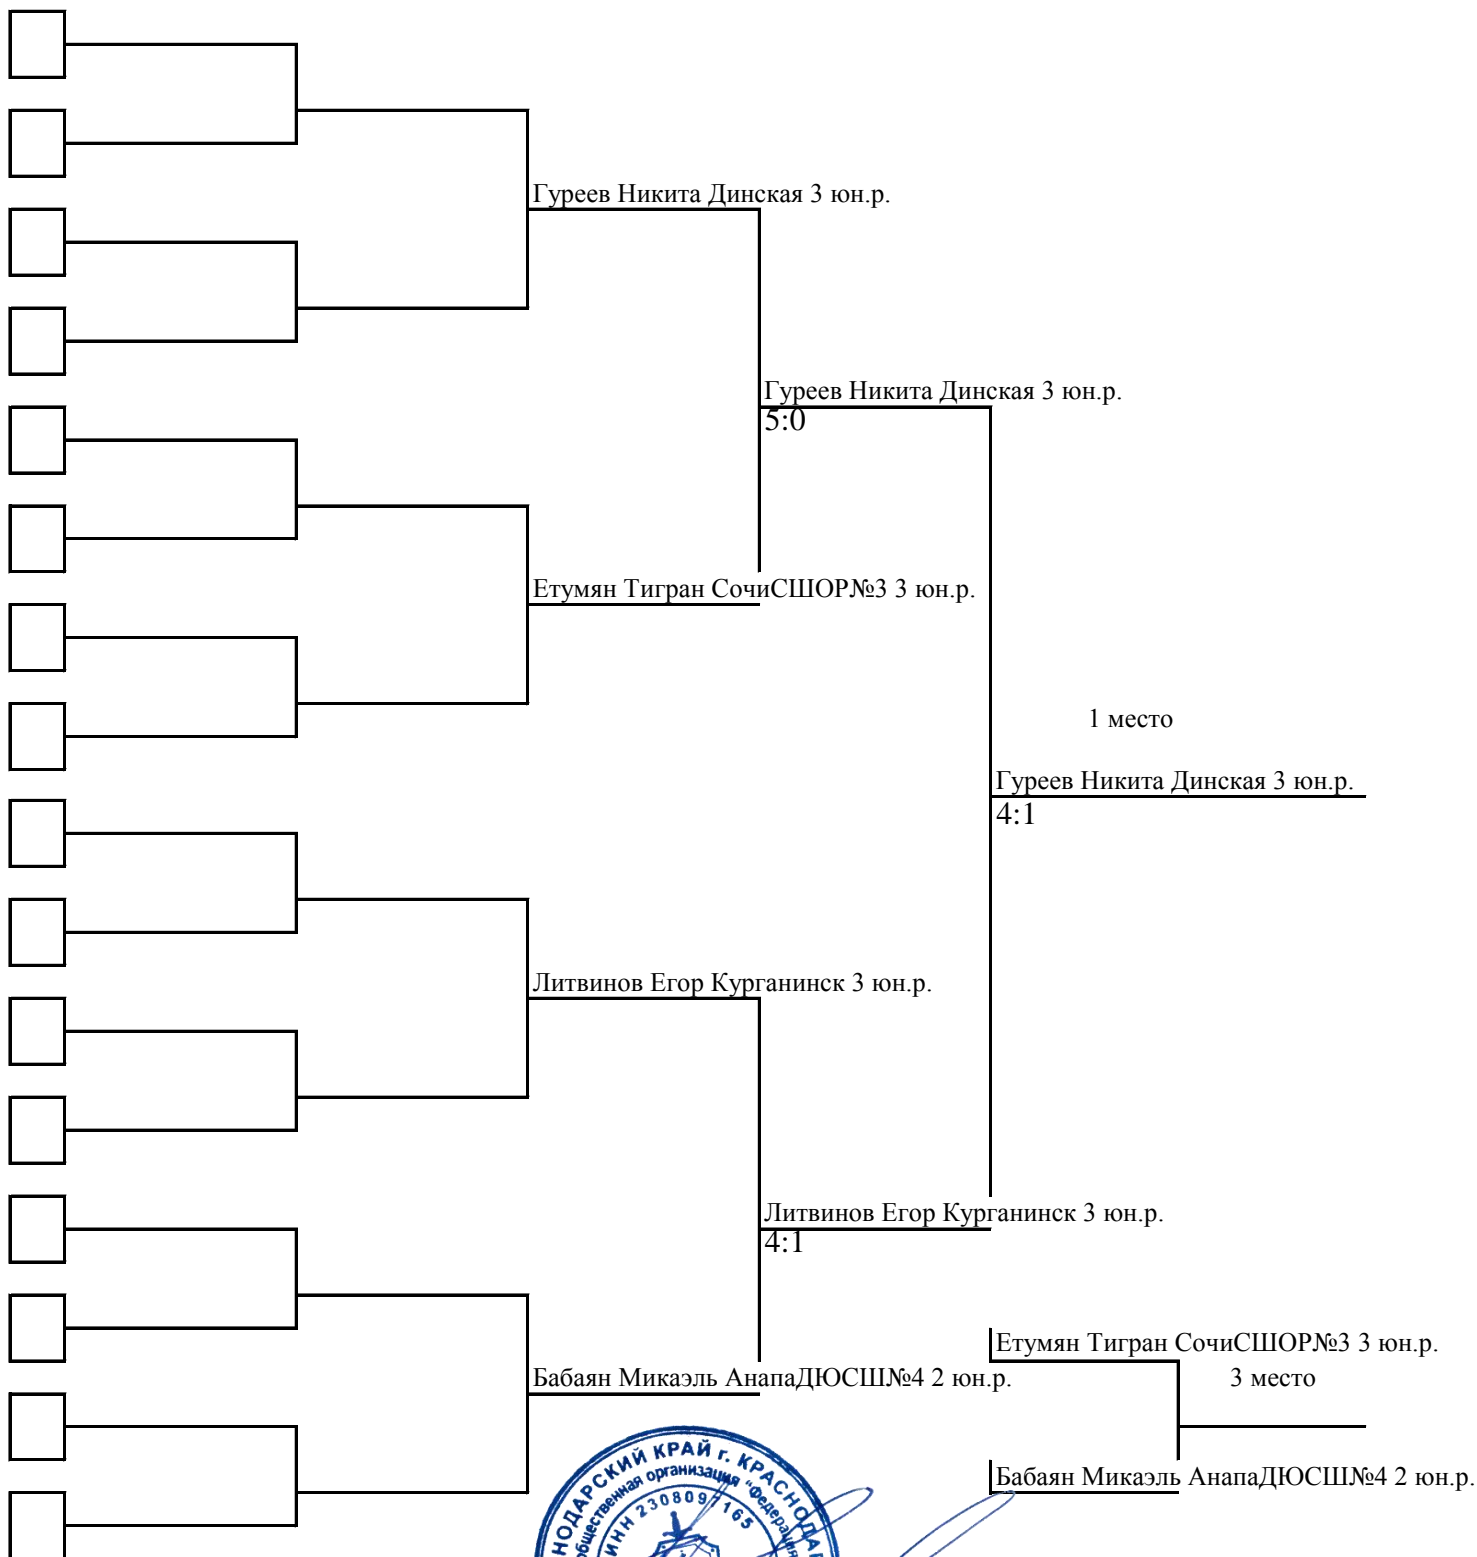 Гуреев Никита Динская 3 юн.р.
Гуреев Никита Динская 3 юн.р.
5:0
Етумян Тигран СочиСШОР№3 3 юн.р.
1 место
Гуреев Никита Динская 3 юн.р.
4:1
Литвинов Егор Курганинск 3 юн.р.
Литвинов Егор Курганинск 3 юн.р.
4:1
Етумян Тигран СочиСШОР№3 3 юн.р.
Бабаян Микаэль АнапаДЮСШ№4 2 юн.р.
3 место
Бабаян Микаэль АнапаДЮСШ№4 2 юн.р.
НОДАРСКИЙ КРАЙ г. КРАСНОДАР
общественная организация "Федерация
ИНН 2308097165